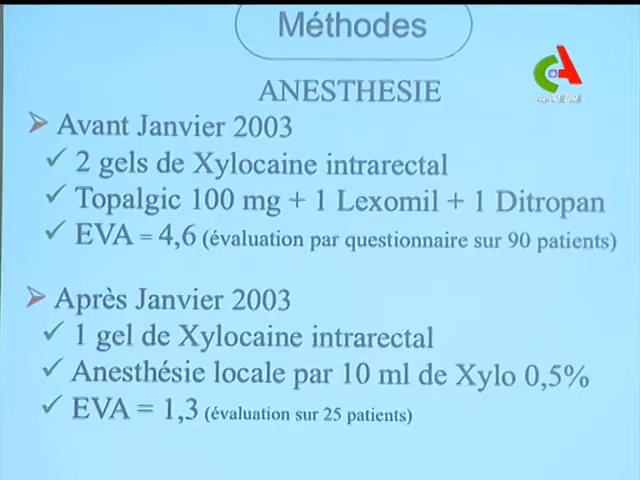 Méthodes
ANESTHESIE
➢ Avant Janvier 2003
✓ 2 gels de Xylocaine intrarectal
✓ Topalgic 100 mg + 1 Lexomil + 1 Ditropan
✓ EVA = 4,6 (évaluation par questionnaire sur 90 patients)
➢ Après Janvier 2003
✓ 1 gel de Xylocaine intrarectal
✓ Anesthésie locale par 10 ml de Xylo 0,5%
✓ EVA = 1,3 (évaluation sur 25 patients)